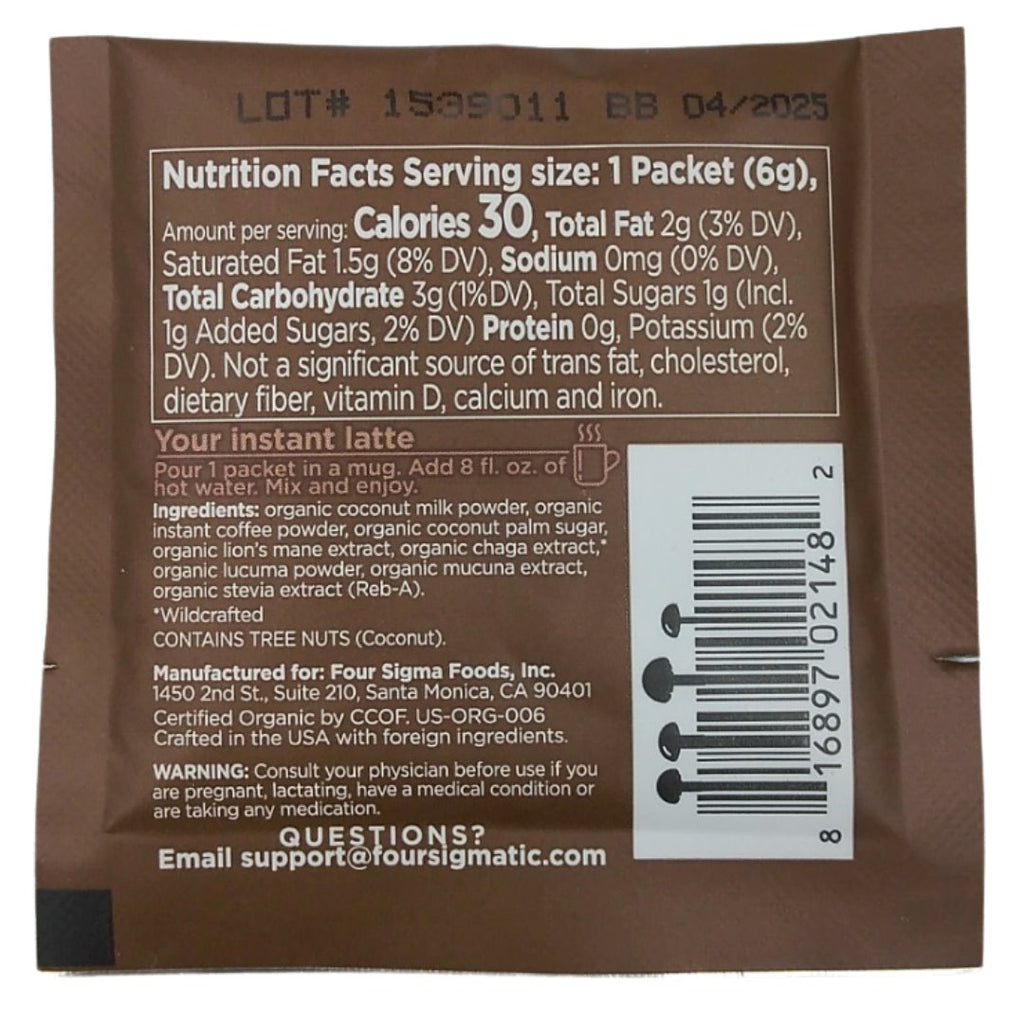 LOT# 1539011 BB 04/2025
Nutrition Facts Serving size: 1 Packet (6g),
Amount per serving: Calories 30, Total Fat 2g (3% DV),
Saturated Fat 1.5g (8% DV), Sodium 0mg (0% DV),
Total Carbohydrate 3g (1% DV), Total Sugars 1g (Incl.
1g Added Sugars, 2% DV) Protein 0g, Potassium (2%
DV). Not a significant source of trans fat, cholesterol,
dietary fiber, vitamin D, calcium and iron.
Your instant latte
Pour 1 packet in a mug. Add 8 fl. oz. of
hot water. Mix and enjoy.
Ingredients: organic coconut milk powder, organic
instant coffee powder, organic coconut palm sugar,
organic lion's mane extract, organic chaga extract,*
organic lucuma powder, organic mucuna extract,
organic stevia extract (Reb-A).
*Wildcrafted
CONTAINS TREE NUTS (Coconut).
Manufactured for: Four Sigma Foods, Inc.
1450 2nd St., Suite 210, Santa Monica, CA 90401
Certified Organic by CCOF. US-ORG-006
Crafted in the USA with foreign ingredients.
WARNING: Consult your physician before use if you
are pregnant, lactating, have a medical condition or
are taking any medication.
QUESTIONS?
Email support@foursigmatic.com
8 16897 02148 2